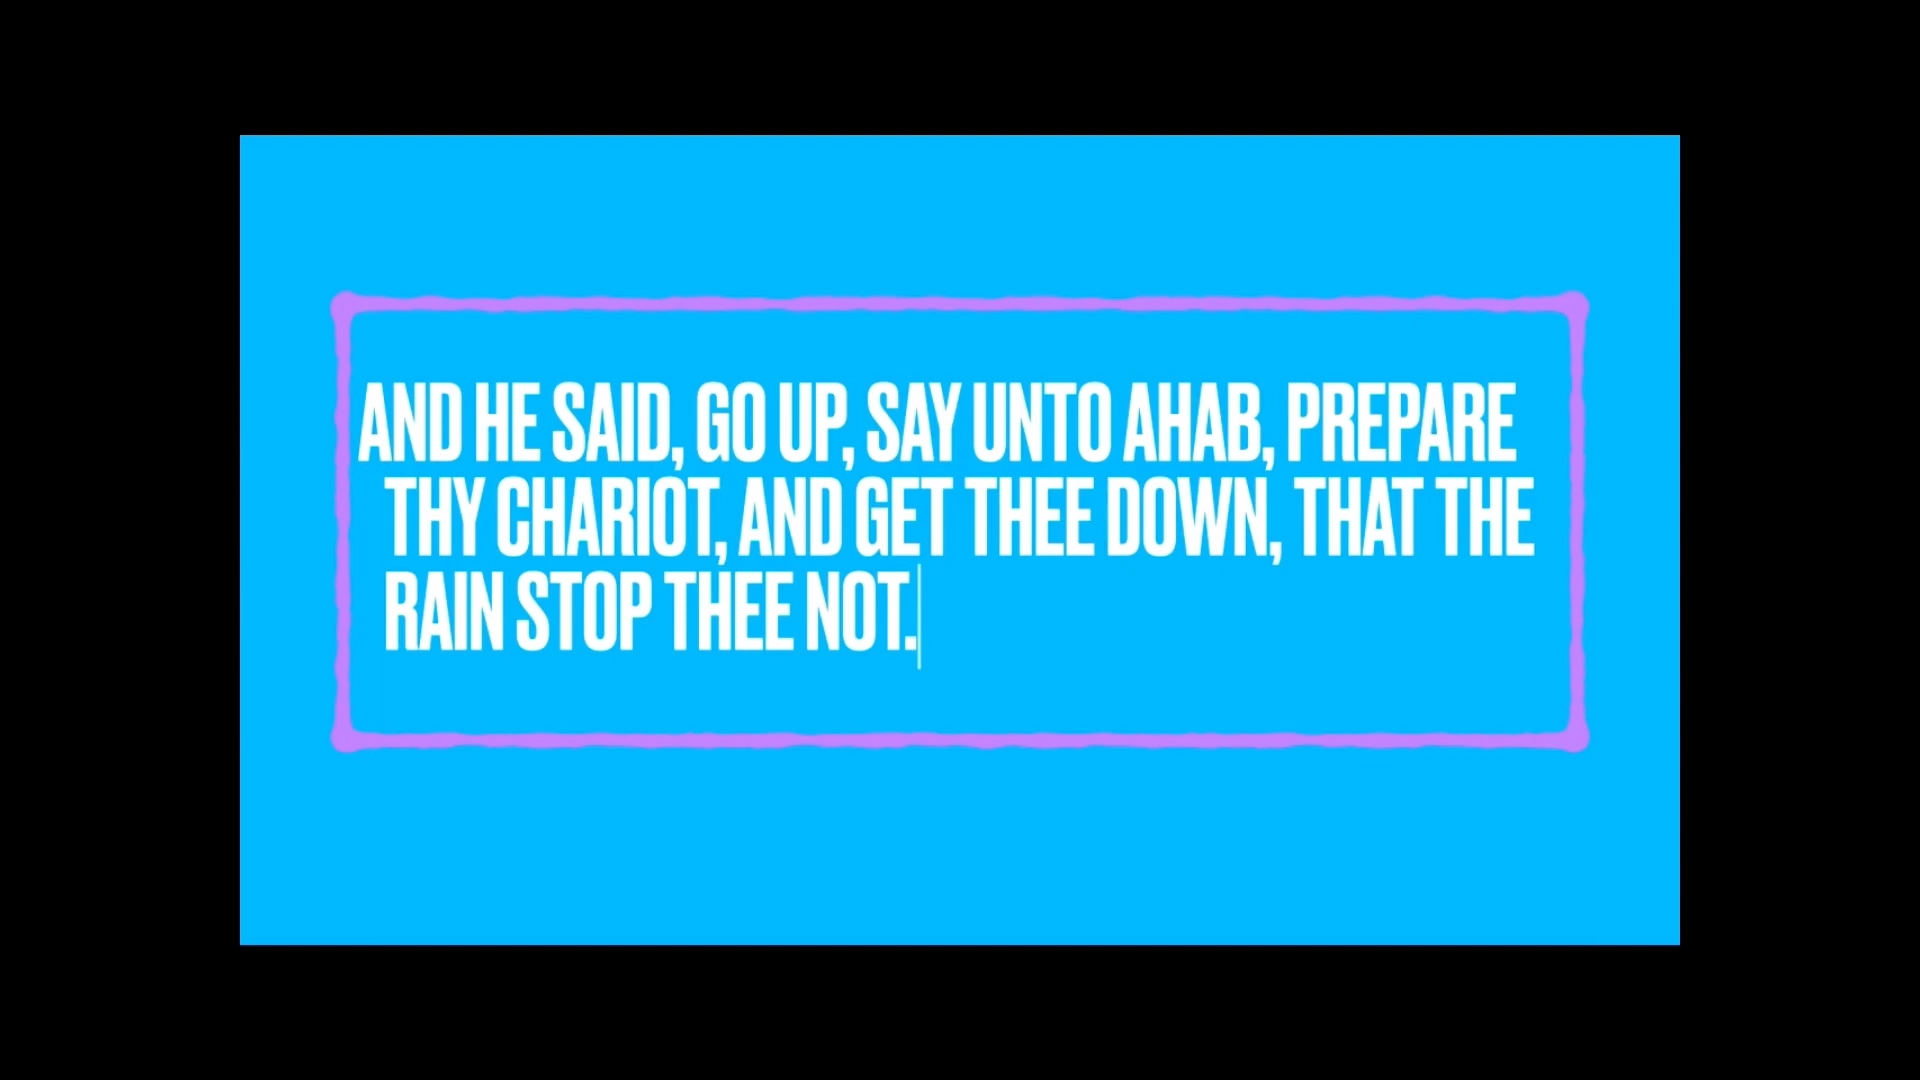 AND HE SAID, GO UP, SAY UNTO AHAB, PREPARE
THY CHARIOT, AND GET THEE DOWN, THAT THE
RAIN STOP THEE NOT.